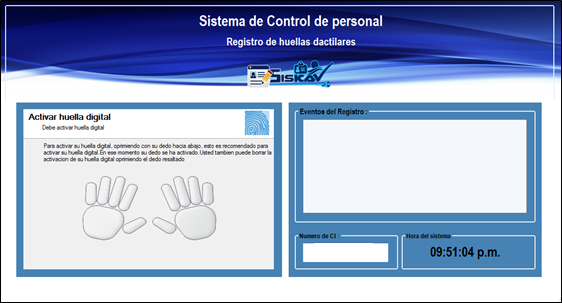 Sistema de Control de personal
Registro de huellas dactilares
SISKAV
Activar huella digital
Debe activar huella digital
Para activar su huella digital, oprimiendo con su dedo hacia abajo, esto es recomendado para
activar su huella digital.En ese momento su dedo se ha activado.Usted tambien puede borrar la
activacion de su huella digital oprimiendo el dedo resaltado
Eventos del Registro :-
Numero de CI :-
Hora del sistema
09:51:04 p.m.